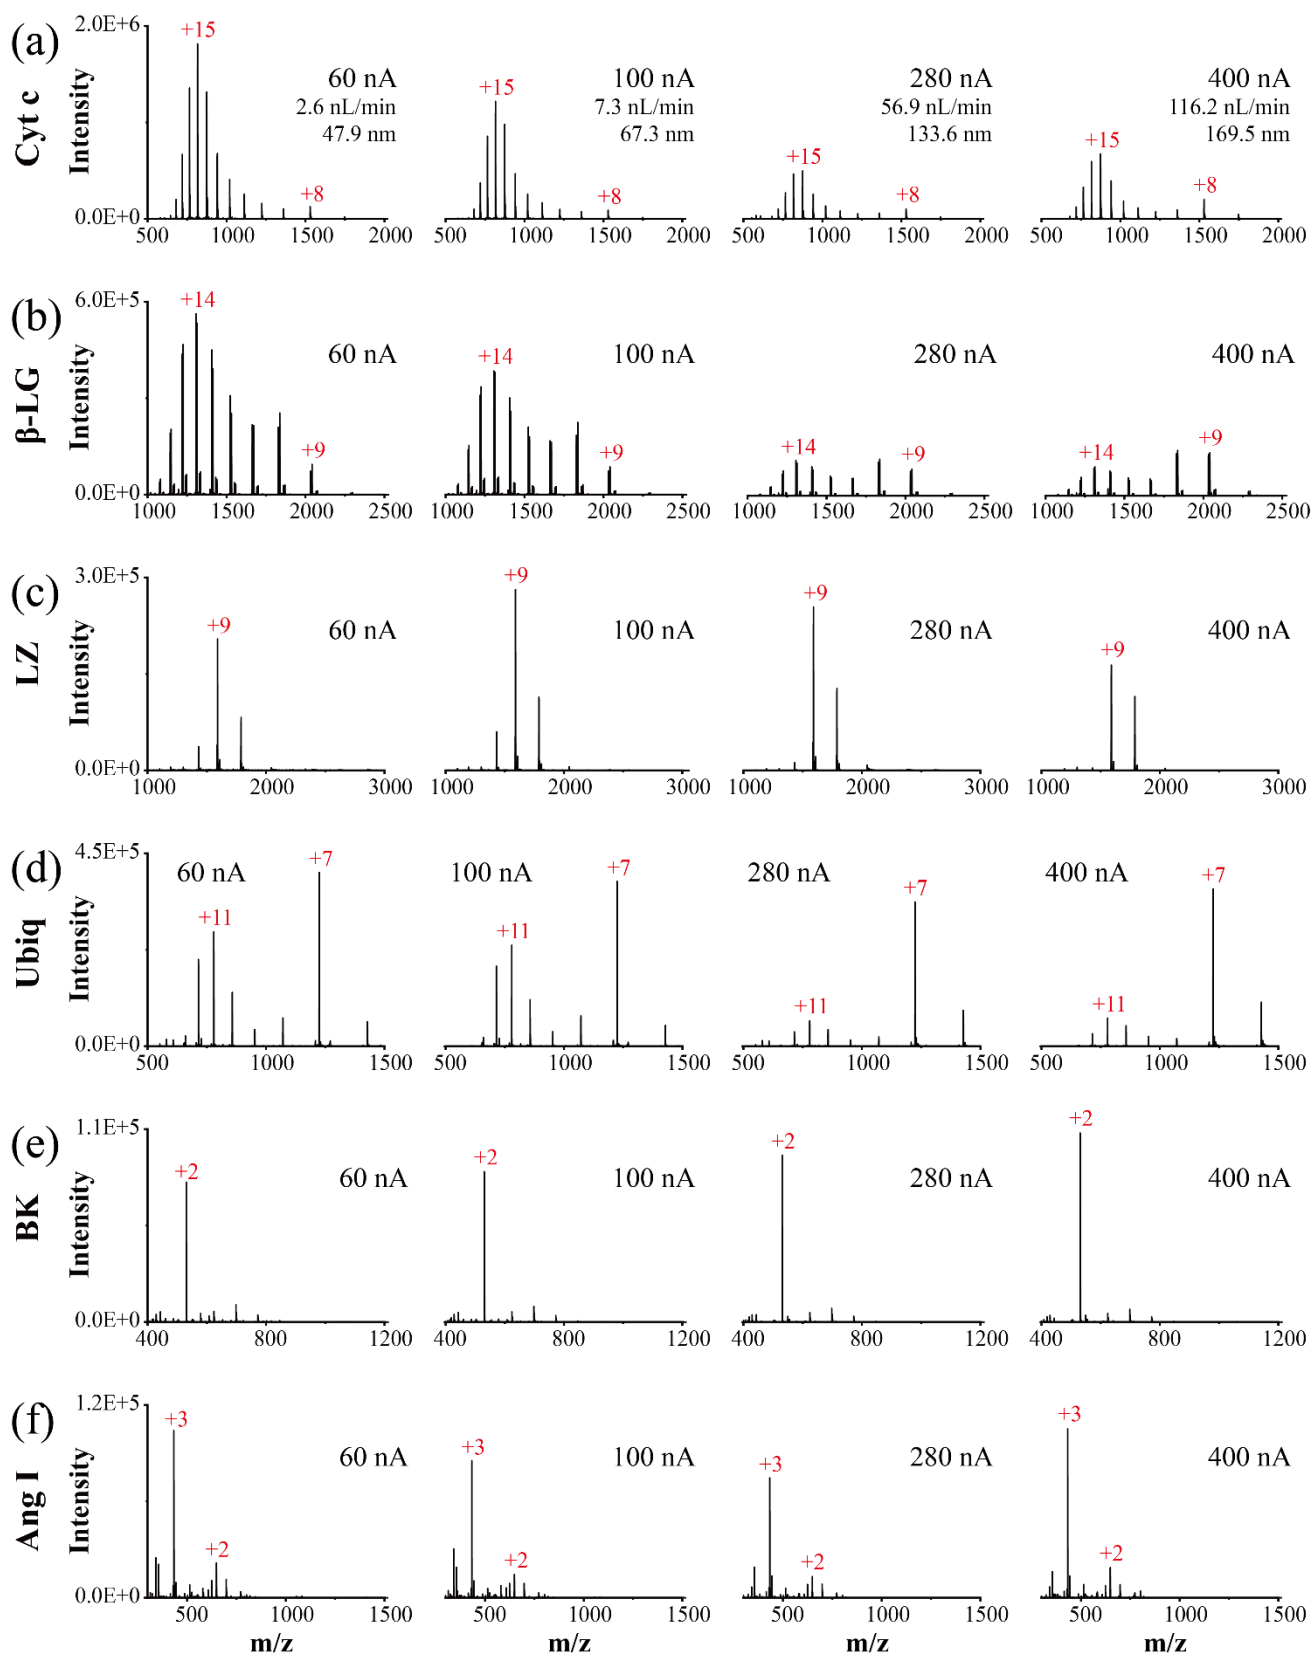 (a)
Cyt c
Intensity
2.0E+6
0.0E+0
+15
+8
60 nA
2.6 nL/min
47.9 nm
500 1000 1500 2000
+15
+8
100 nA
7.3 nL/min
67.3 nm
500 1000 1500 2000
+15
+8
280 nA
56.9 nL/min
133.6 nm
500 1000 1500 2000
+15
+8
400 nA
116.2 nL/min
169.5 nm
500 1000 1500 2000
(b)
β-LG
Intensity
6.0E+5
0.0E+0
+14
+9
60 nA
1000 1500 2000 2500
+14
+9
100 nA
1000 1500 2000 2500
+14
+9
280 nA
1000 1500 2000 2500
+14
+9
400 nA
1000 1500 2000 2500
(c)
LZ
Intensity
3.0E+5
0.0E+0
+9
60 nA
1000 2000 3000
+9
100 nA
1000 2000 3000
+9
280 nA
1000 2000 3000
+9
400 nA
1000 2000 3000
(d)
Ubiq
Intensity
4.5E+5
0.0E+0
60 nA
+11
+7
500 1000 1500
100 nA
+11
+7
500 1000 1500
280 nA
+11
+7
500 1000 1500
400 nA
+11
+7
500 1000 1500
(e)
BK
Intensity
1.1E+5
0.0E+0
+2
60 nA
400 800 1200
+2
100 nA
400 800 1200
+2
280 nA
400 800 1200
+2
400 nA
400 800 1200
(f)
Ang I
Intensity
1.2E+5
0.0E+0
+3
+2
60 nA
500 1000 1500
m/z
+3
+2
100 nA
500 1000 1500
m/z
+3
+2
280 nA
500 1000 1500
m/z
+3
+2
400 nA
500 1000 1500
m/z